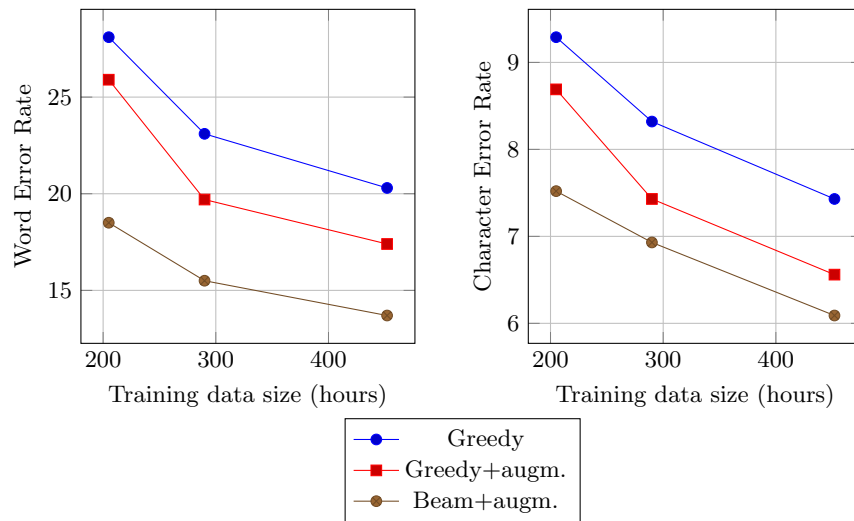 Word Error Rate
25
20
15
200 300 400
Training data size (hours)
Character Error Rate
9
8
7
6
200 300 400
Training data size (hours)
Greedy
Greedy+augm.
Beam+augm.